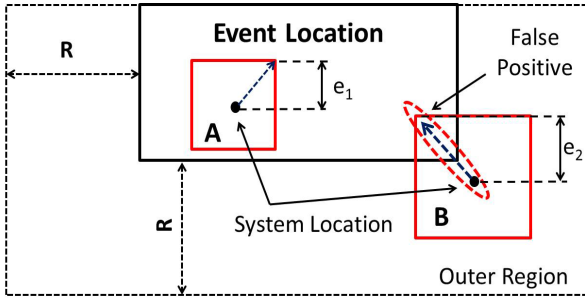 Event Location
False
Positive
R
e1
A
e2
R
System Location
B
Outer Region